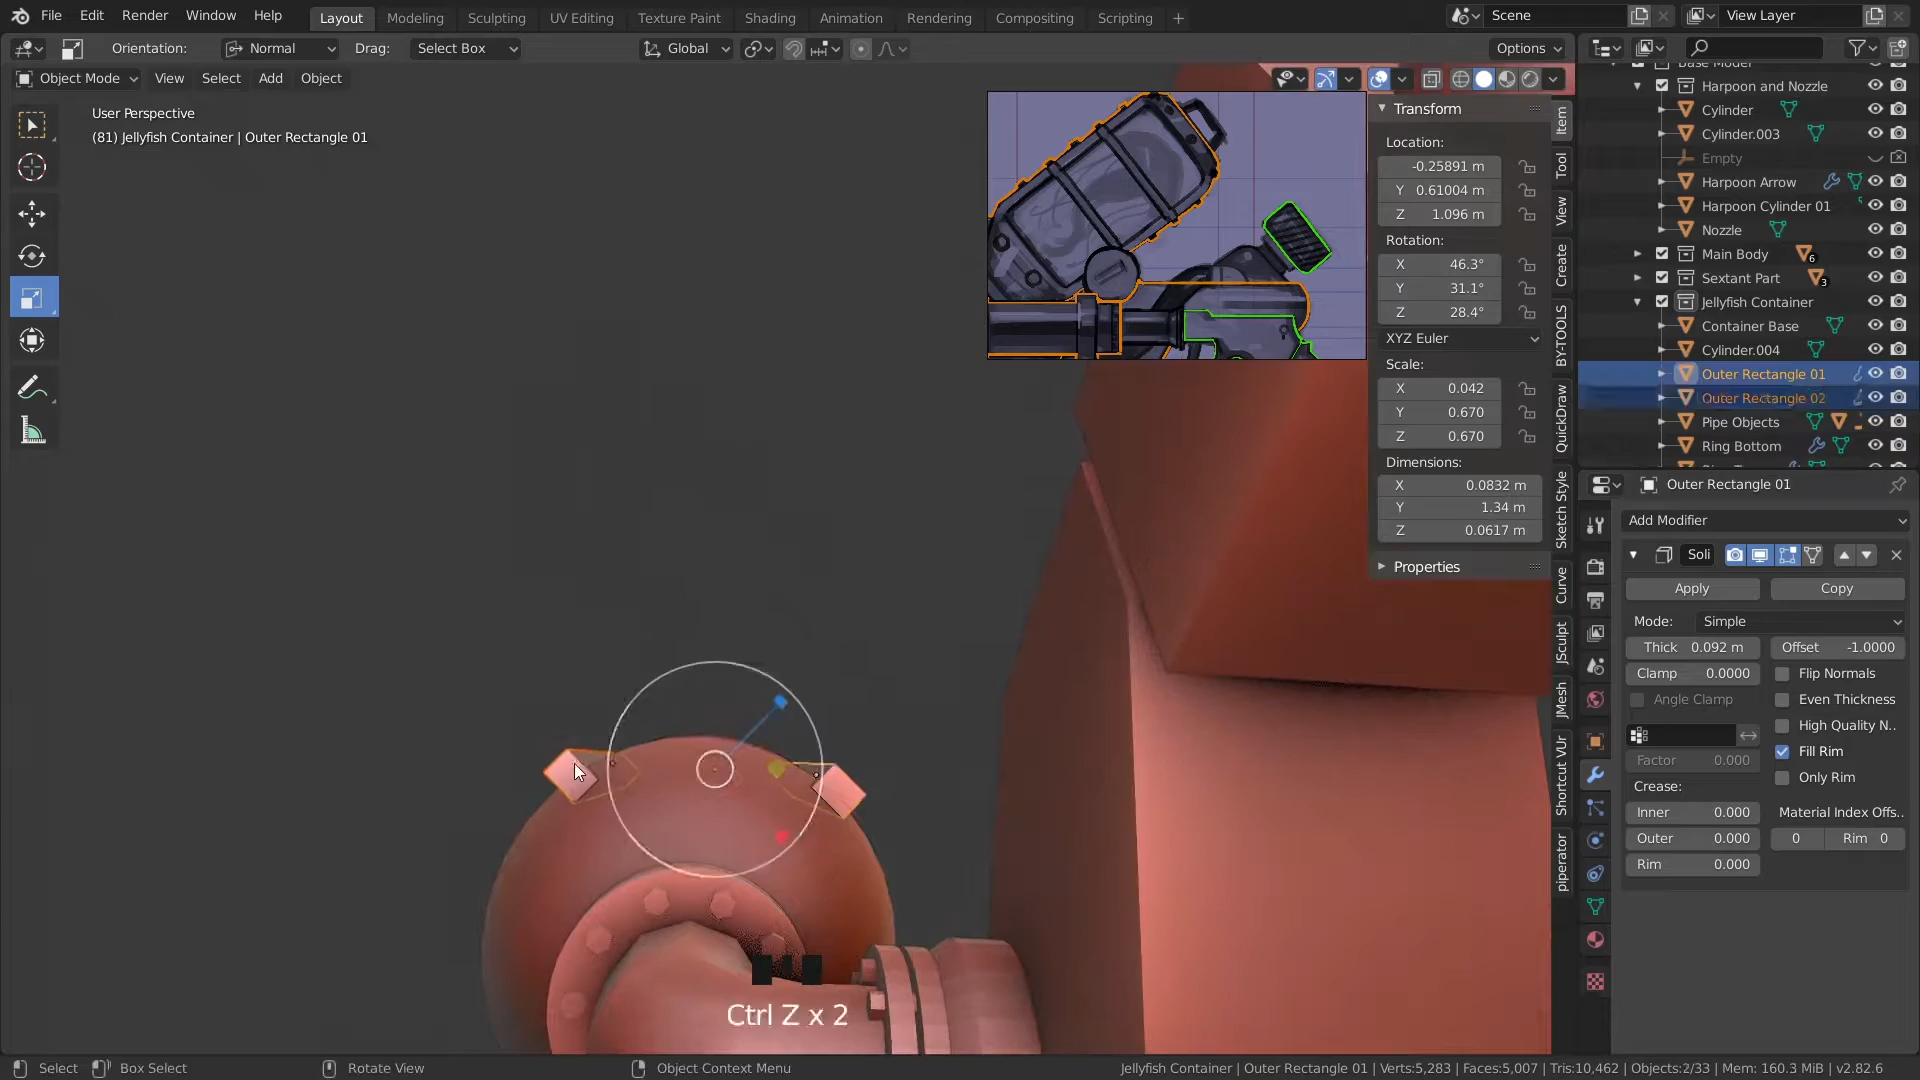 File Edit Render Window Help
Layout Modeling Sculpting UV Editing Texture Paint Shading Animation Rendering Compositing Scripting +
Scene
View Layer
Orientation: Normal Drag: Select Box
Global
Options
Object Mode View Select Add Object
User Perspective
(81) Jellyfish Container | Outer Rectangle 01
Transform
Location:
-0.25891 m
Y 0.61004 m
Z 1.096 m
Rotation:
X 46.3°
Y 31.1°
Z 28.4°
XYZ Euler
Scale:
X 0.042
Y 0.670
Z 0.670
Dimensions:
X 0.0832 m
Y 1.34 m
Z 0.0617 m
Properties
Item
Tool
View
Create
BY-TOOLS
QuickDraw
Sketch Style
Curve
JSculpt
JMesh
Shortcut VUr
piperator
Harpoon and Nozzle
Cylinder
Cylinder.003
Empty
Harpoon Arrow
Harpoon Cylinder 01
Nozzle
Main Body 6
Sextant Part 3
Jellyfish Container
Container Base
Cylinder.004
Outer Rectangle 01
Outer Rectangle 02
Pipe Objects
Ring Bottom
Outer Rectangle 01
Add Modifier
Soli
Apply Copy
Mode: Simple
Thick 0.092 m Offset -1.0000
Clamp 0.0000 Flip Normals
Angle Clamp Even Thickness
High Quality N..
Fill Rim
Factor 0.000 Only Rim
Crease:
Inner 0.000 Material Index Offs..
Outer 0.000 0 Rim 0
Rim 0.000
Ctrl Z x 2
Select Box Select Rotate View Object Context Menu
Jellyfish Container | Outer Rectangle 01 | Verts:5,283 | Faces:5,007 | Tris:10,462 | Objects:2/33 | Mem: 160.3 MiB | v2.82.6